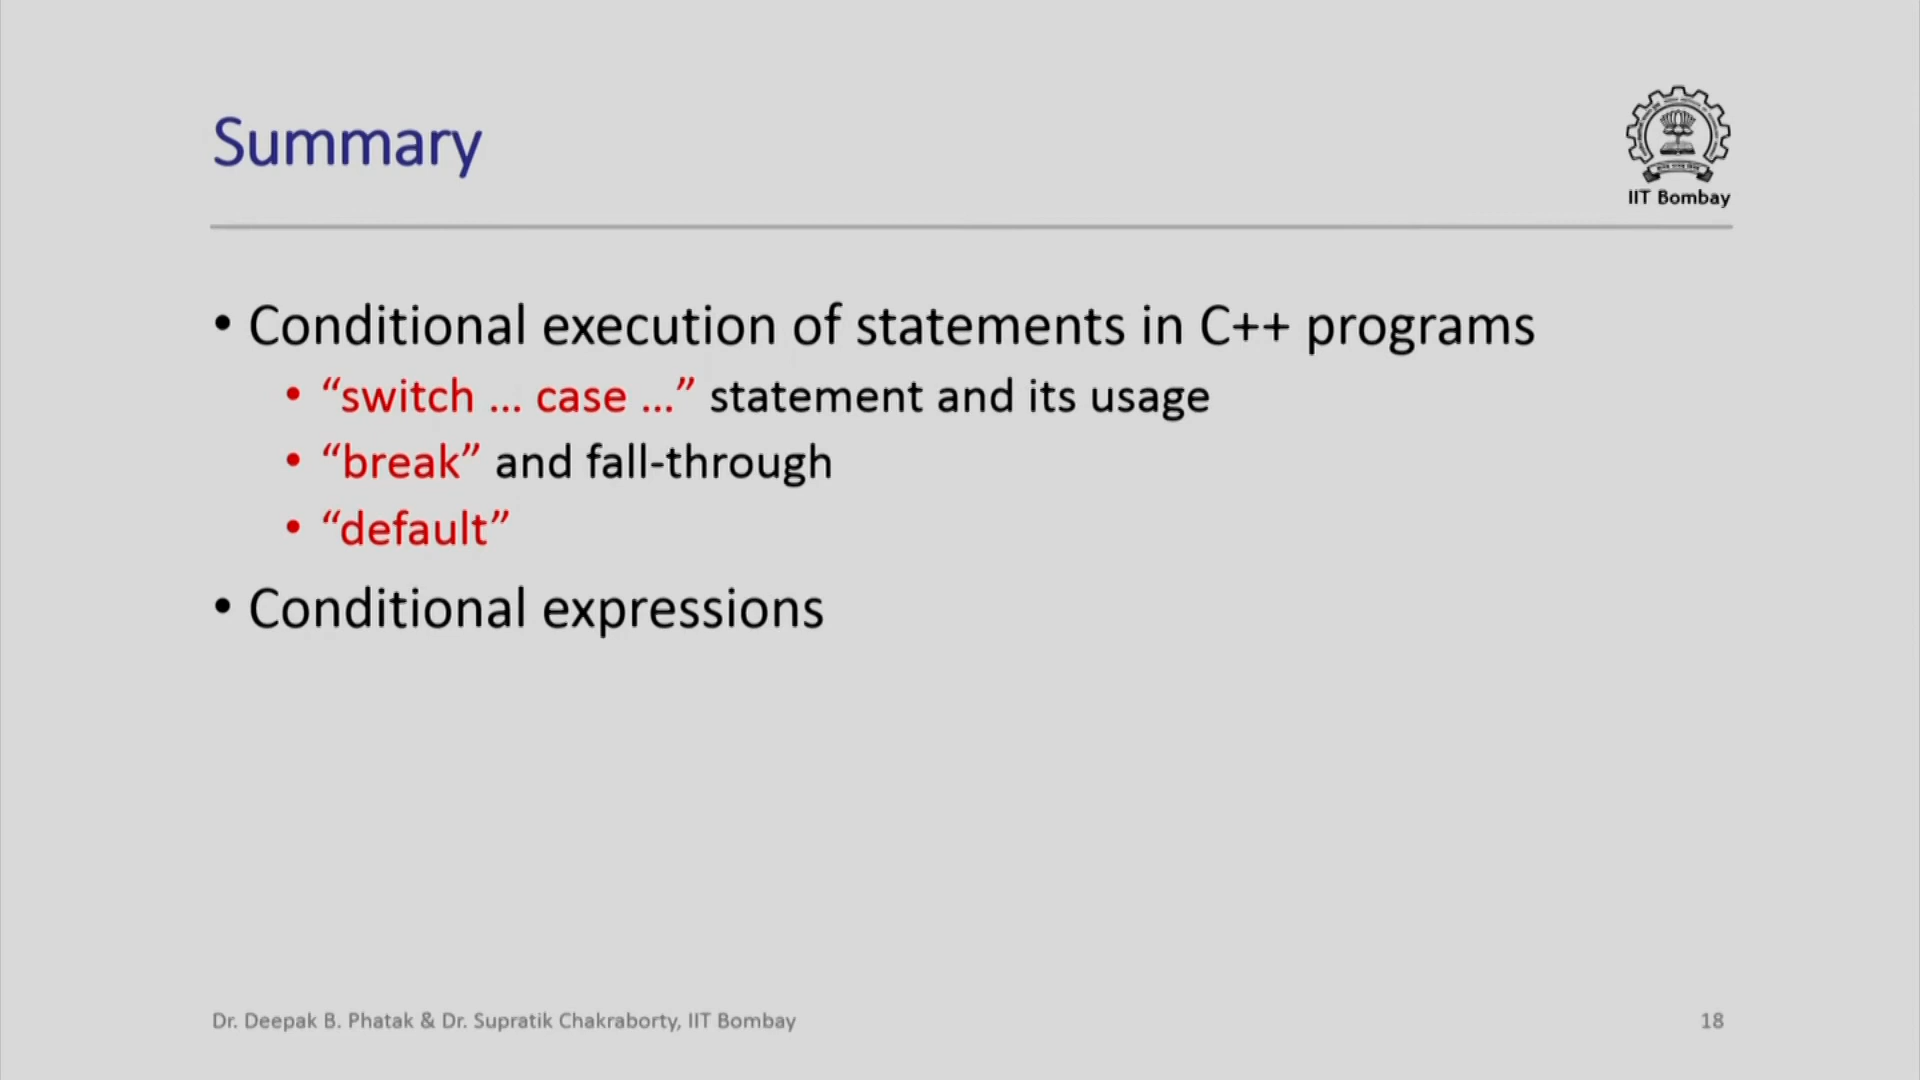 Summary
IIT Bombay
• Conditional execution of statements in C++ programs
• “switch ... case ...” statement and its usage
• “break” and fall-through
• “default”
• Conditional expressions
Dr. Deepak B. Phatak & Dr. Supratik Chakraborty, IIT Bombay
18